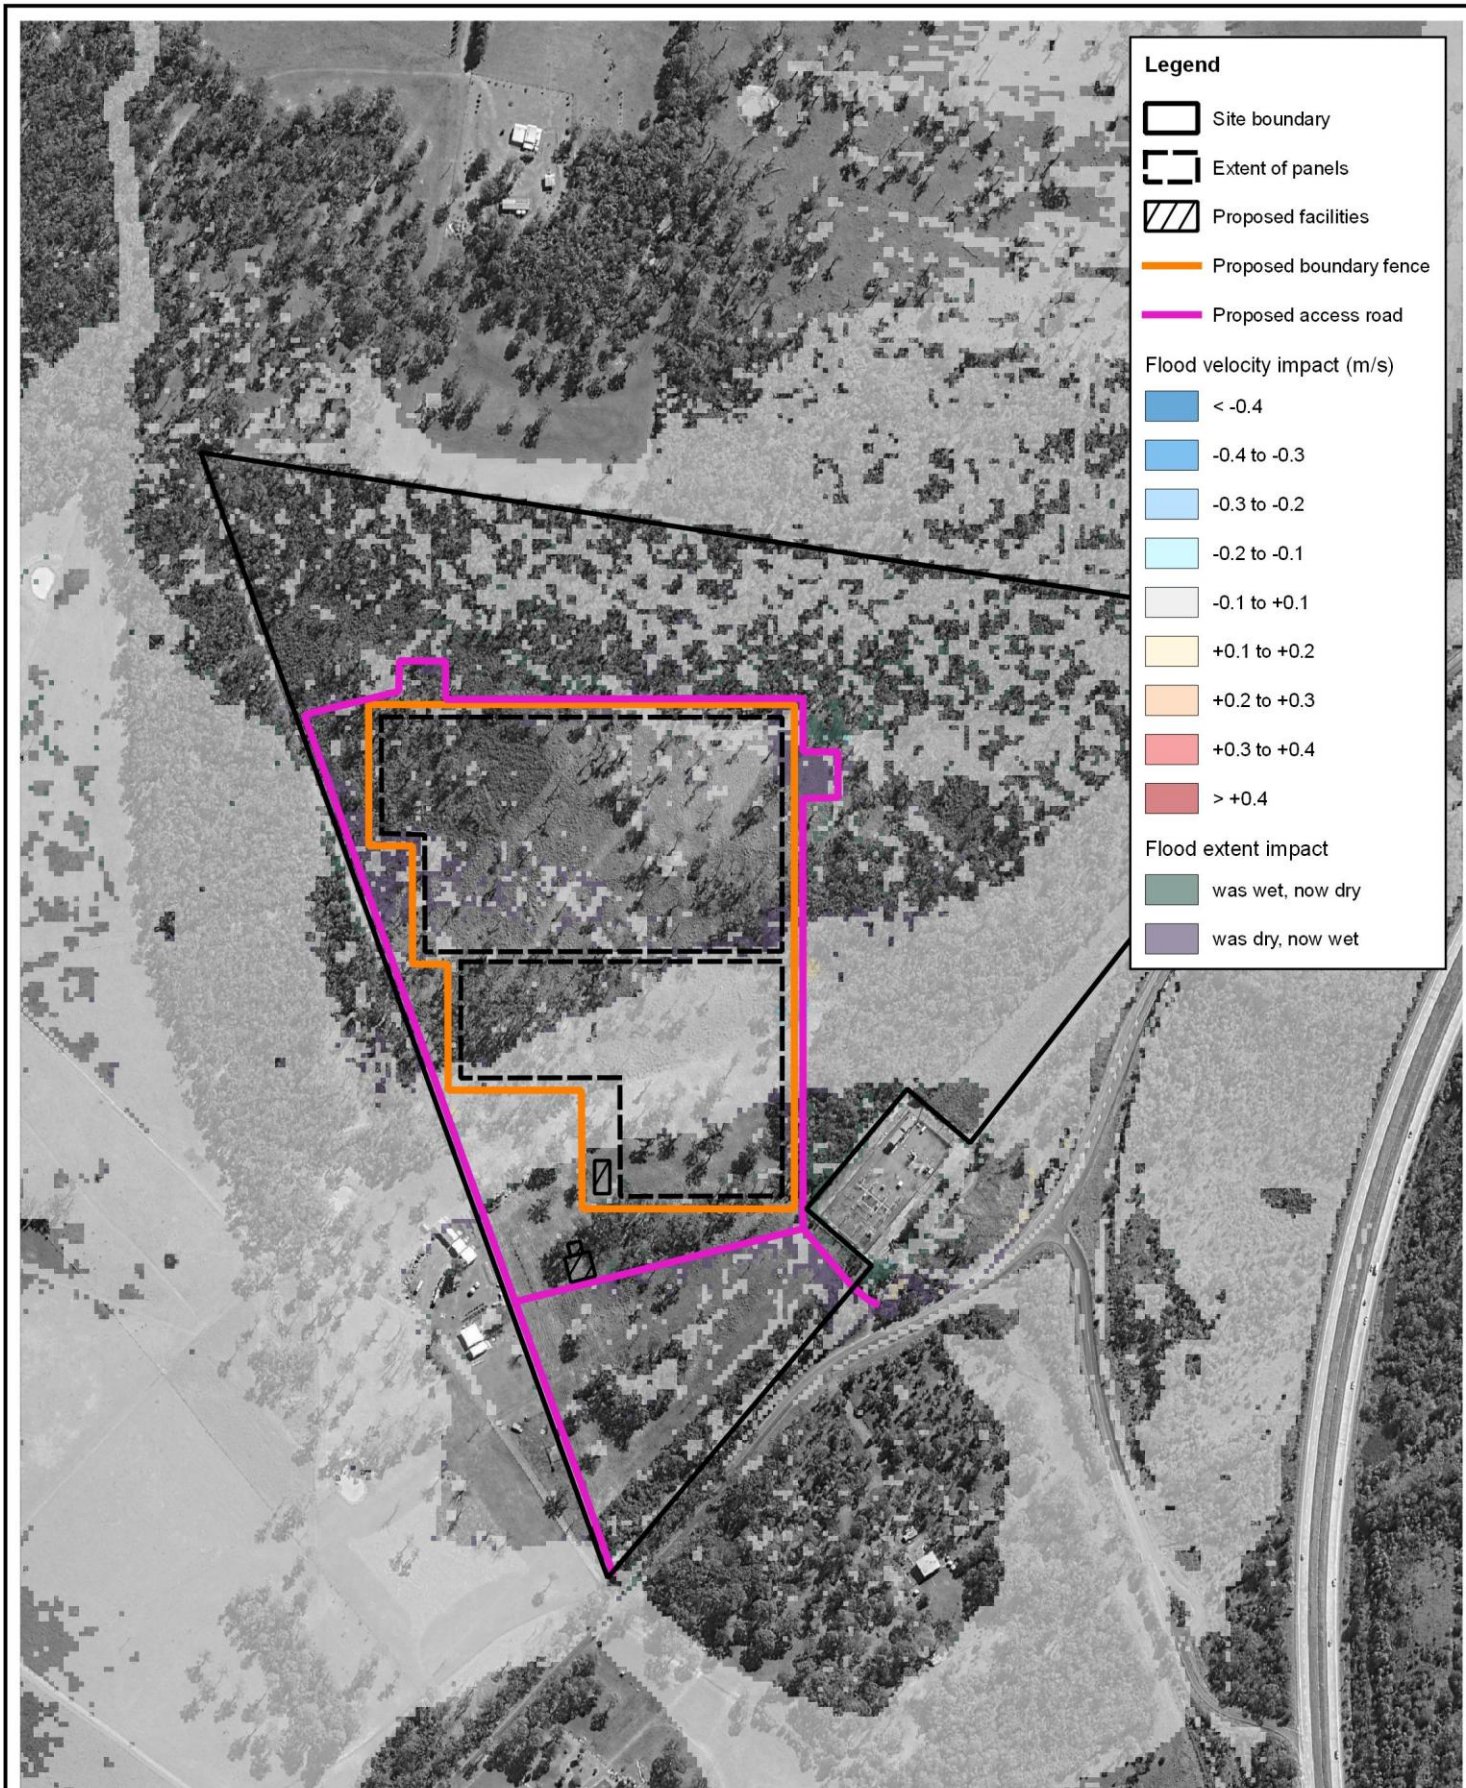 Legend
Site boundary
Extent of panels
Proposed facilities
Proposed boundary fence
Proposed access road
Flood velocity impact (m/s)
< -0.4
-0.4 to -0.3
-0.3 to -0.2
-0.2 to -0.1
-0.1 to +0.1
+0.1 to +0.2
+0.2 to +0.3
+0.3 to +0.4
> +0.4
Flood extent impact
was wet, now dry
was dry, now wet